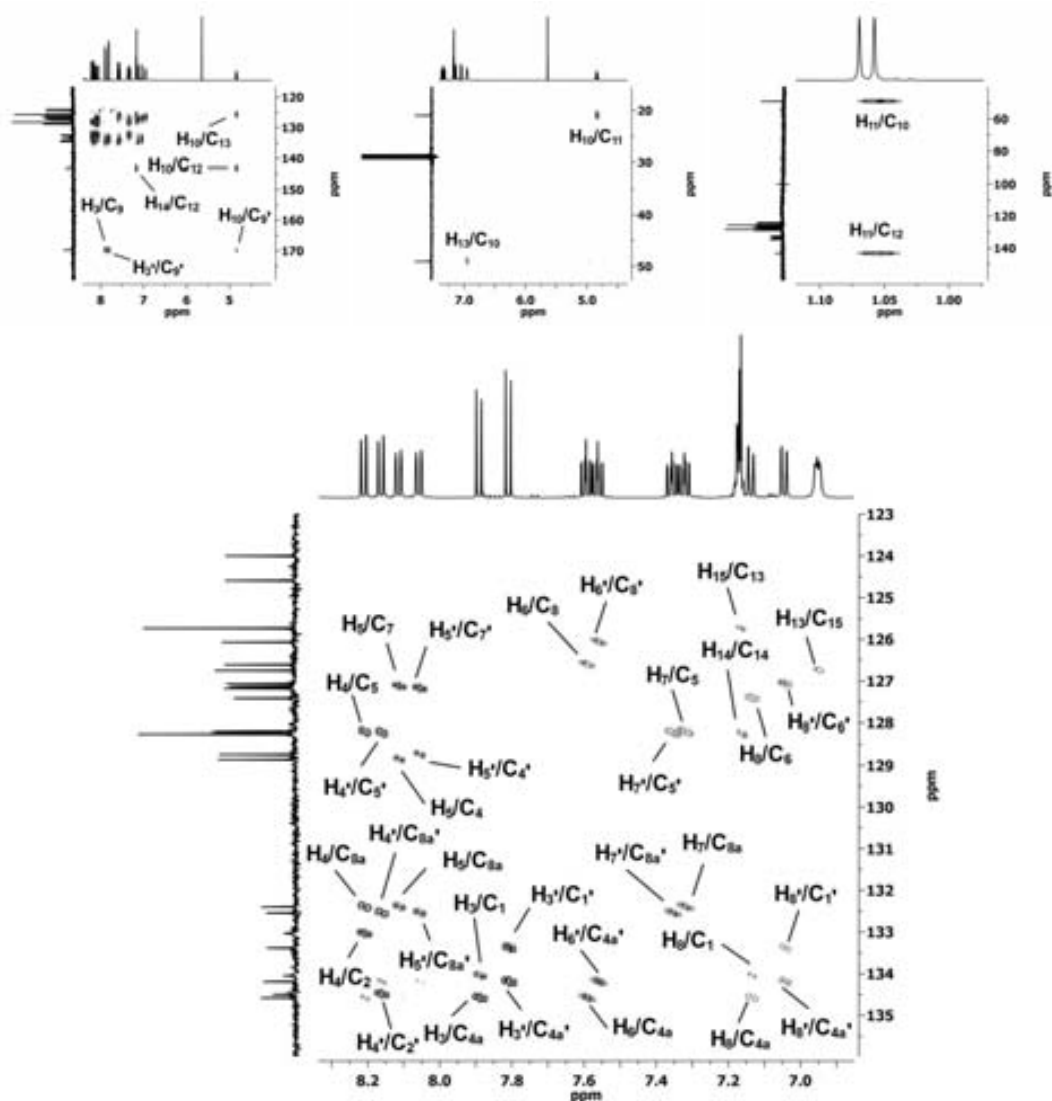 120
130
140
150
160
170
ppm
H10/C13
H10/C12
H14/C12
H3/C9
H10/C9'
H3'/C9'
8 7 6 5
ppm
20
30
40
50
ppm
H10/C11
H13/C10
7.0 6.0 5.0
ppm
60
80
100
120
140
ppm
H11/C10
H11/C12
1.10 1.05 1.00
ppm
123
124
125
126
127
128
129
130
131
132
133
134
135
ppm
H15/C13
H6'/C8'
H6/C8
H5/C7
H5'/C7'
H13/C15
H14/C14
H4/C5
H7/C5
H8'/C6'
H8/C6
H5'/C4'
H4'/C5'
H7'/C5'
H5/C4
H4'/C8a'
H4/C8a
H5/C8a
H7'/C8a'
H7/C8a
H3/C1
H3'/C1'
H8'/C1'
H6'/C4a'
H8/C1
H4/C2
H5'/C8a'
H4'/C2'
H3/C4a
H3'/C4a'
H6/C4a
H8/C4a
H8'/C4a'
8.2 8.0 7.8 7.6 7.4 7.2 7.0
ppm